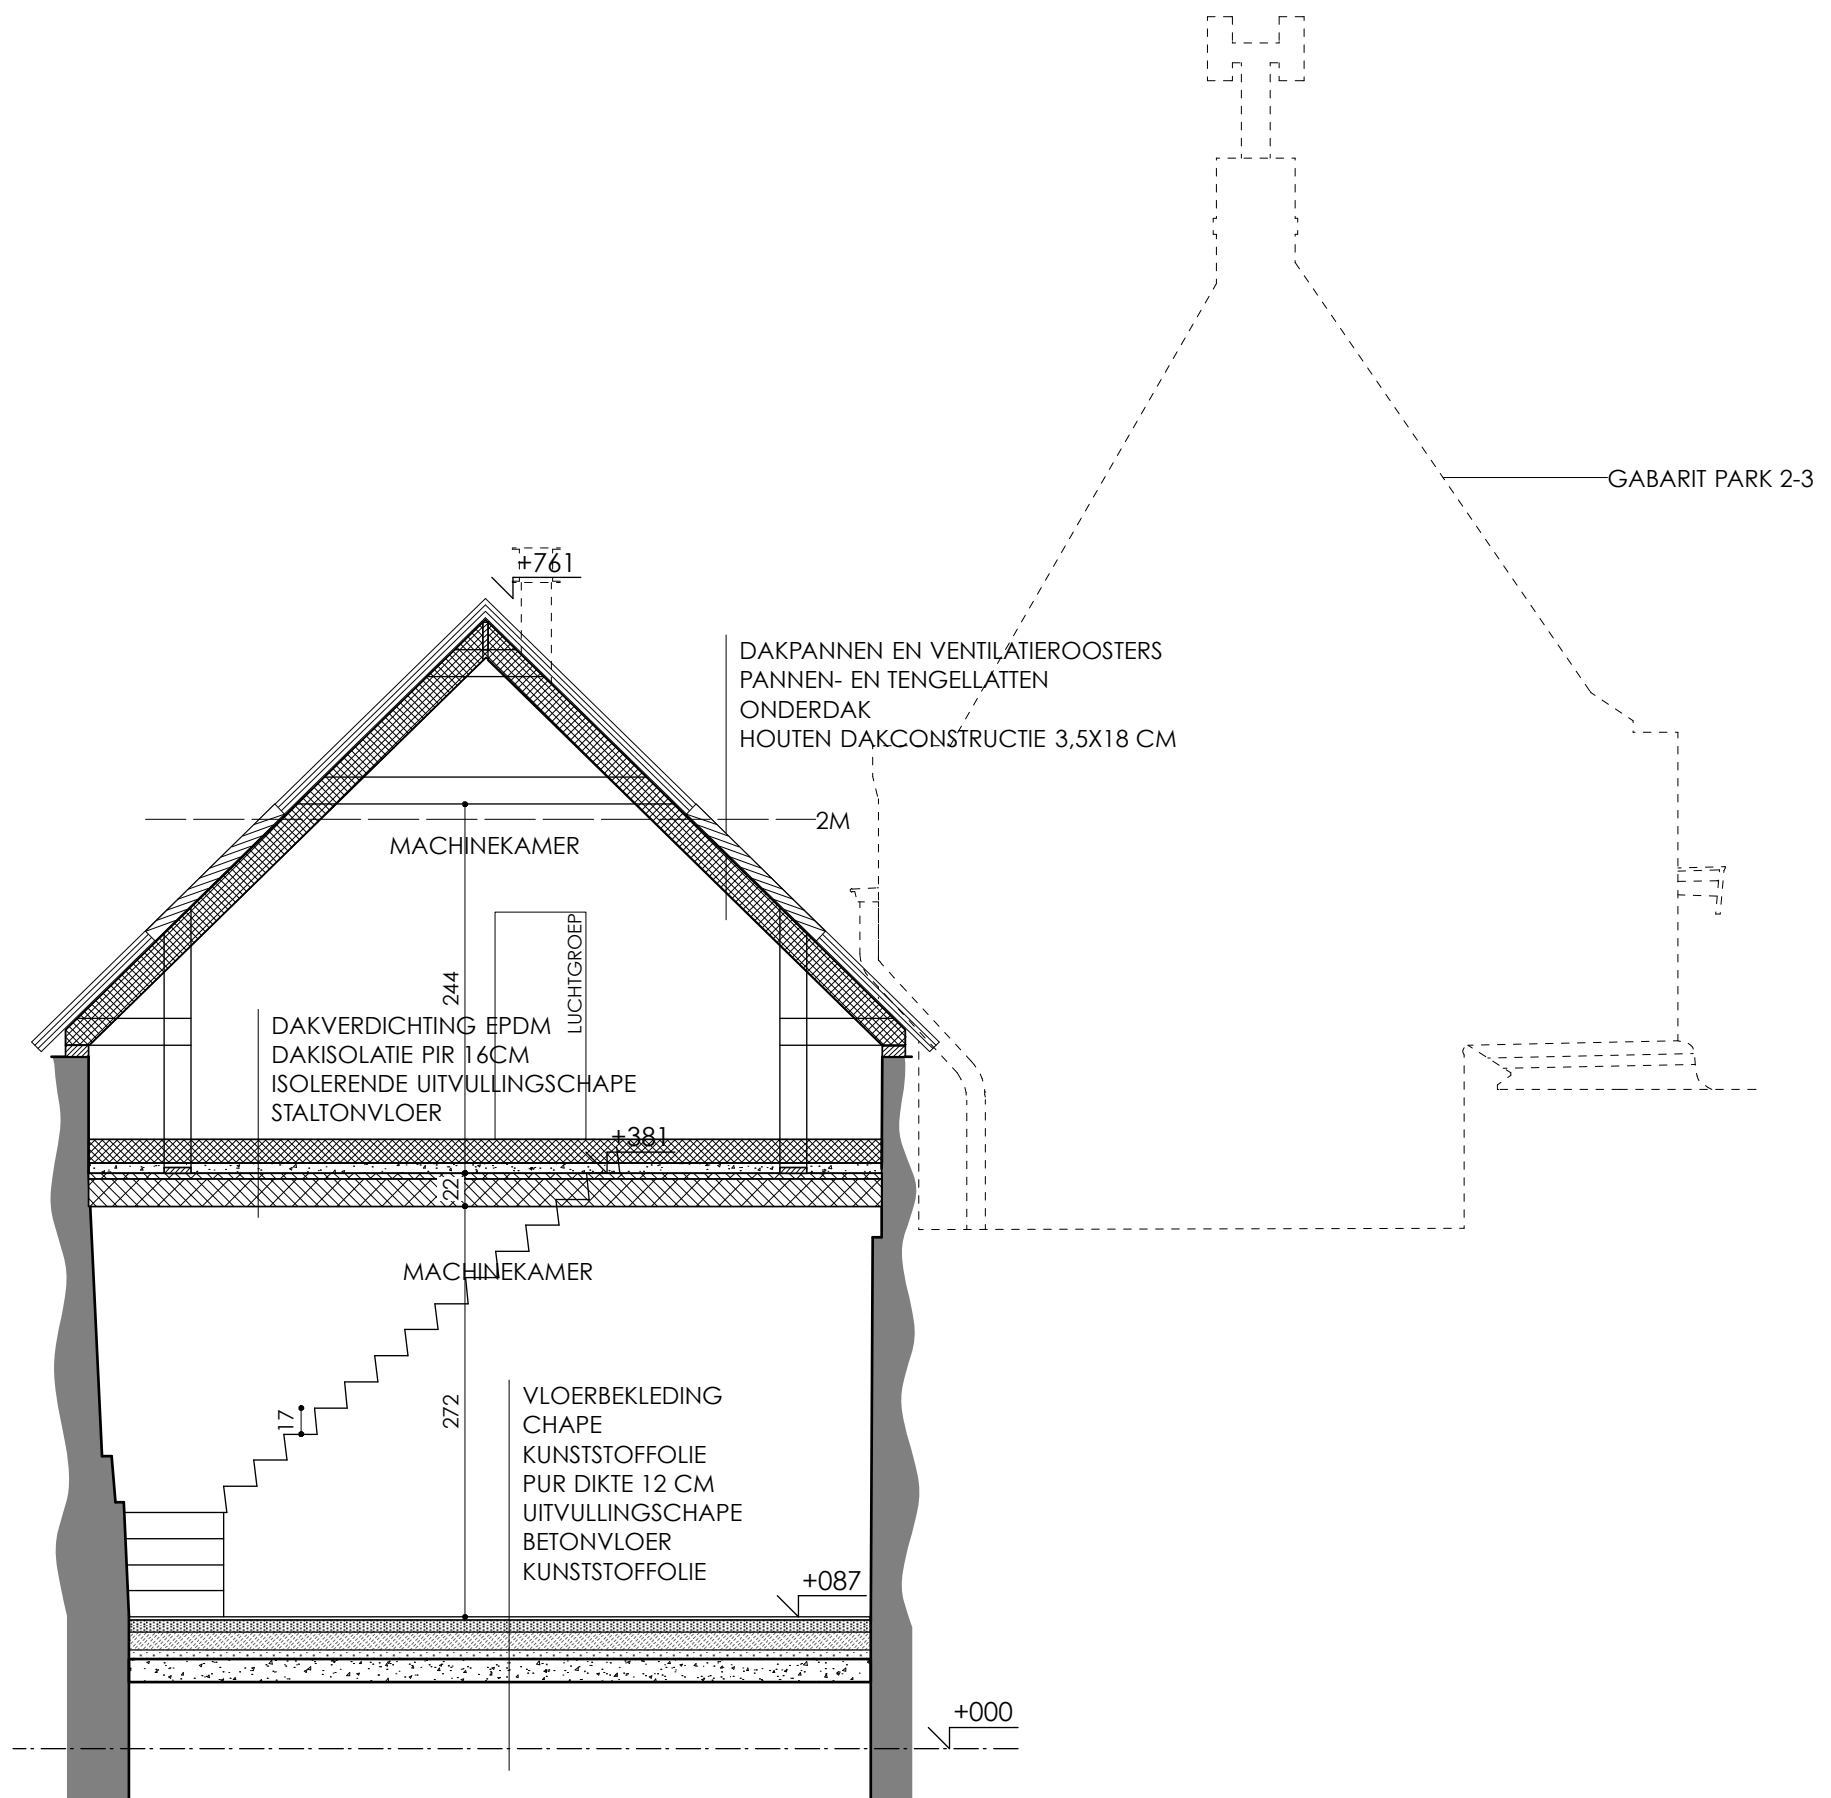 GABARIT PARK 2-3
+761
DAKPANNEN EN VENTILATIEROOSTERS
PANNEN- EN TENGELLATTEN
ONDERDAK
HOUTEN DAKCONSTRUCTIE 3,5X18 CM
2M
MACHINEKAMER
LUCHTGROEP
244
DAKVERDICHTING EPDM
DAKISOLATIE PIR 16CM
ISOLERENDE UITVULLINGSCHAPE
STALTONVLOER
+381
22
MACHINEKAMER
272
17
VLOERBEKLEDING
CHAPE
KUNSTSTOFFOLIE
PUR DIKTE 12 CM
UITVULLINGSCHAPE
BETONVLOER
KUNSTSTOFFOLIE
+087
+000